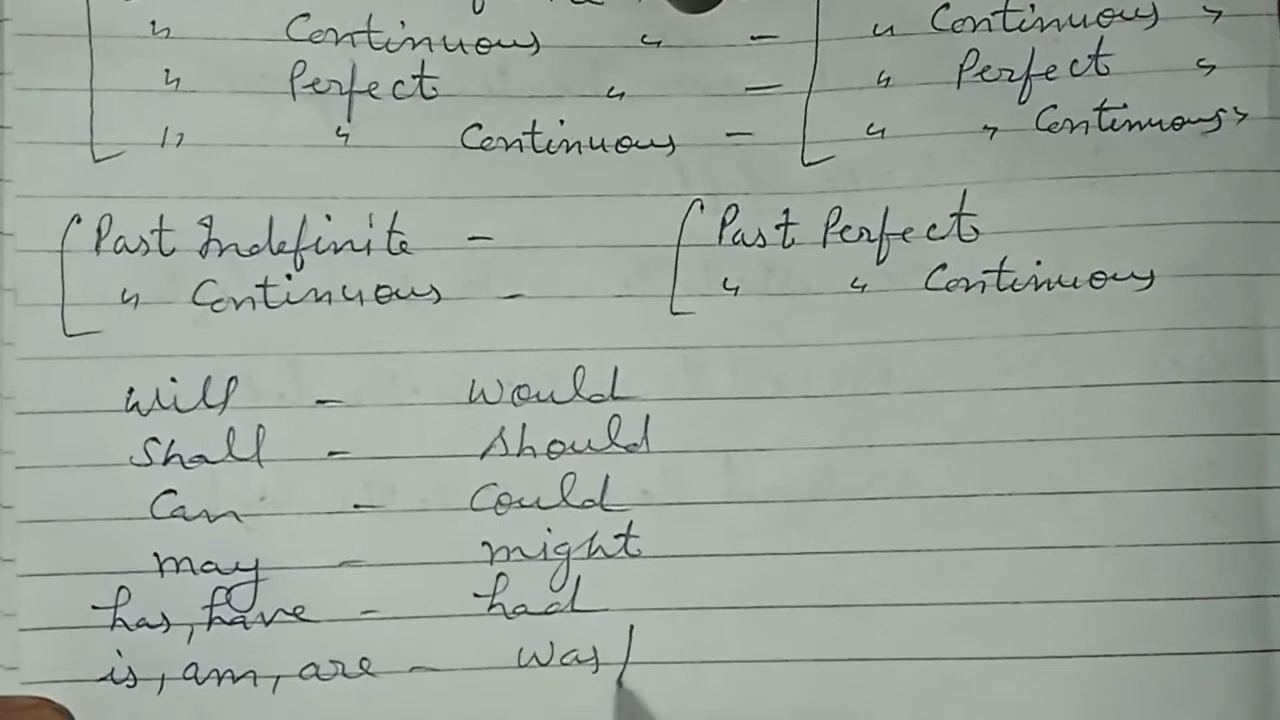 " Continuous " - " Continuous "
" Perfect " - " Perfect "
" " Continuous - " " Continuous "
Past Indefinite - Past Perfect
" Continuous - " " Continuous
will - would
Shall - should
Can - Could
may - might
has, have - had
is, am, are - was/